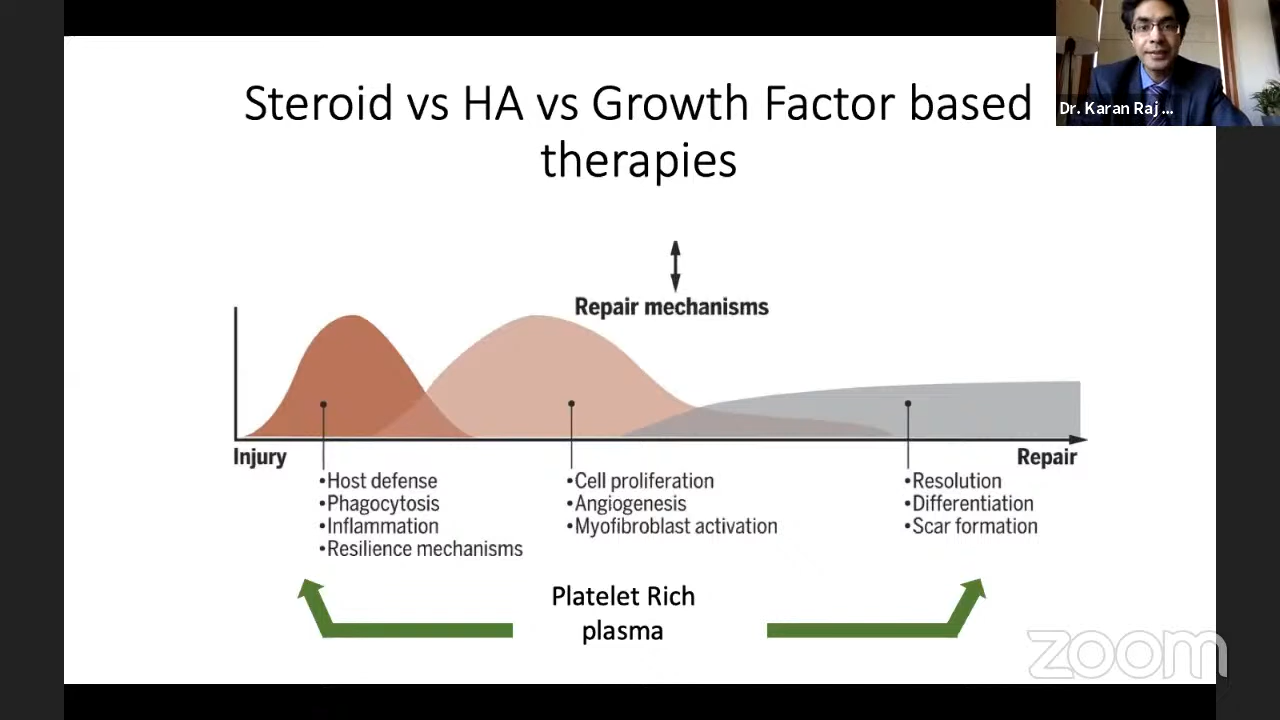 Steroid vs HA vs Growth Factor based
therapies
Dr. Karan Raj ...
Repair mechanisms
Injury
Repair
•Host defense
•Phagocytosis
•Inflammation
•Resilience mechanisms
•Cell proliferation
•Angiogenesis
•Myofibroblast activation
•Resolution
•Differentiation
•Scar formation
Platelet Rich
plasma
zoom